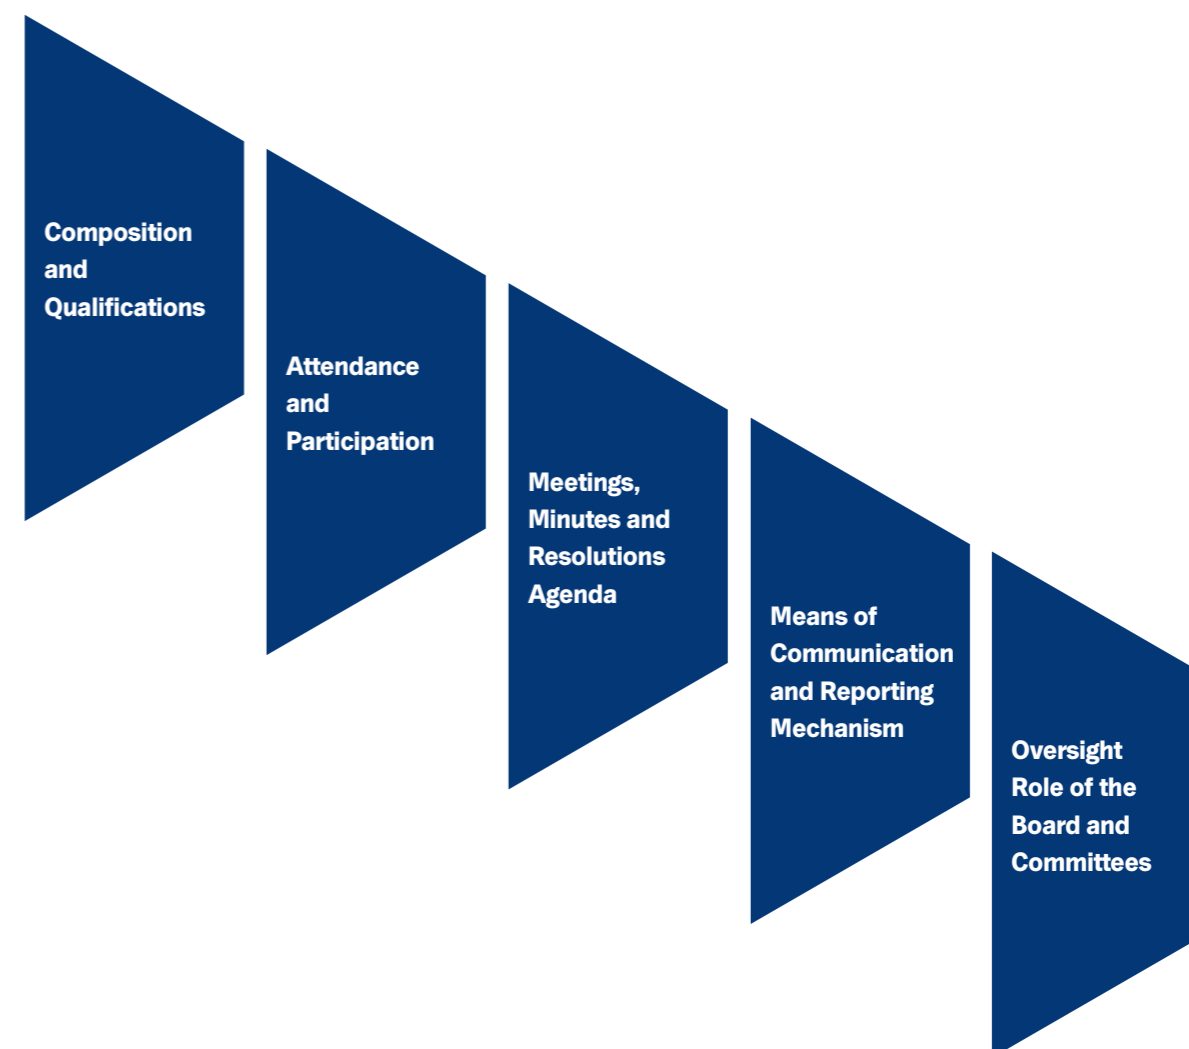 Composition
and
Qualifications
Attendance
and
Participation
Meetings,
Minutes and
Resolutions
Agenda
Means of
Communication
and Reporting
Mechanism
Oversight
Role of the
Board and
Committees